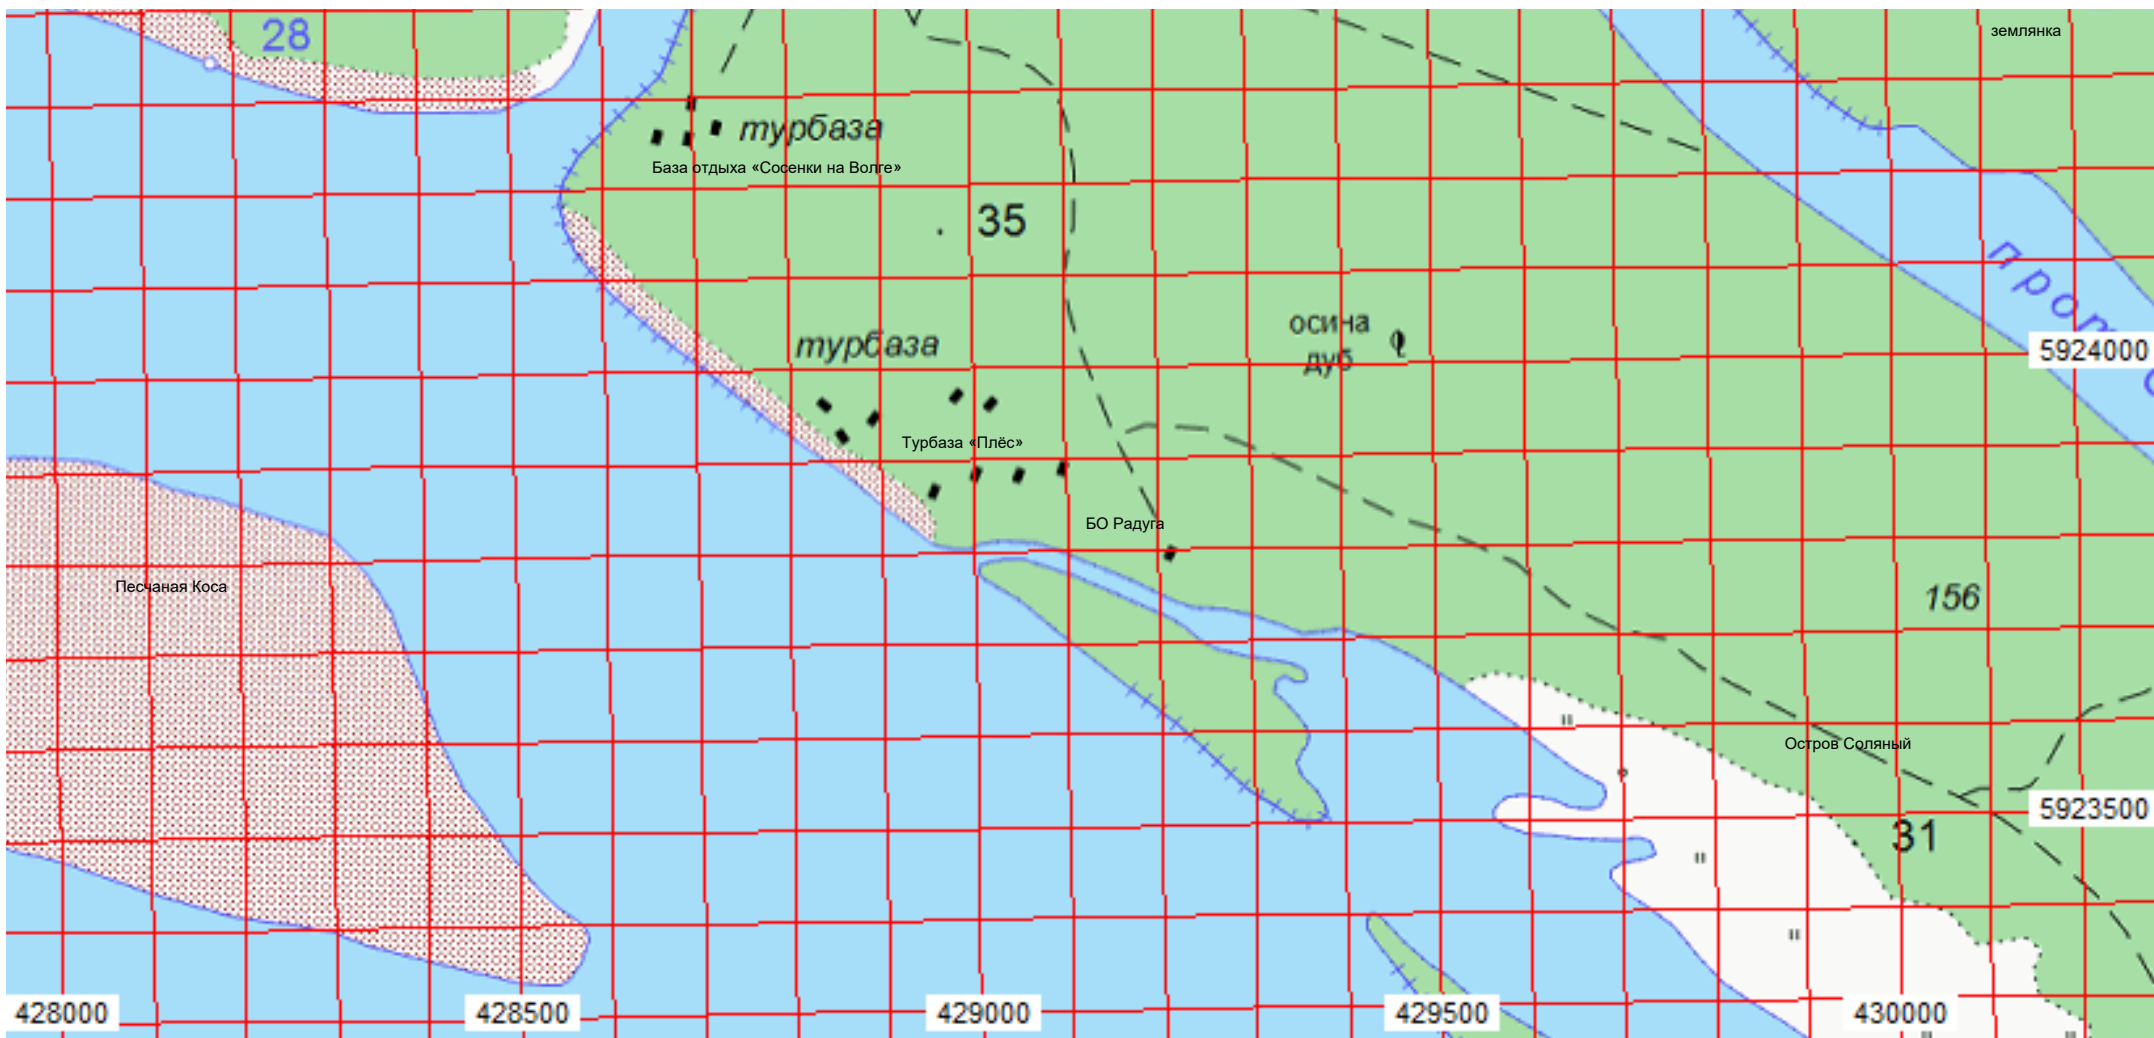 28
землянка
турбаза
База отдыха «Сосенки на Волге»
35
осина
дуб
турбаза
5924000
Турбаза «Плёс»
БО Радуга
Песчаная Коса
156
Остров Соляный
5923500
31
428000
428500
429000
429500
430000